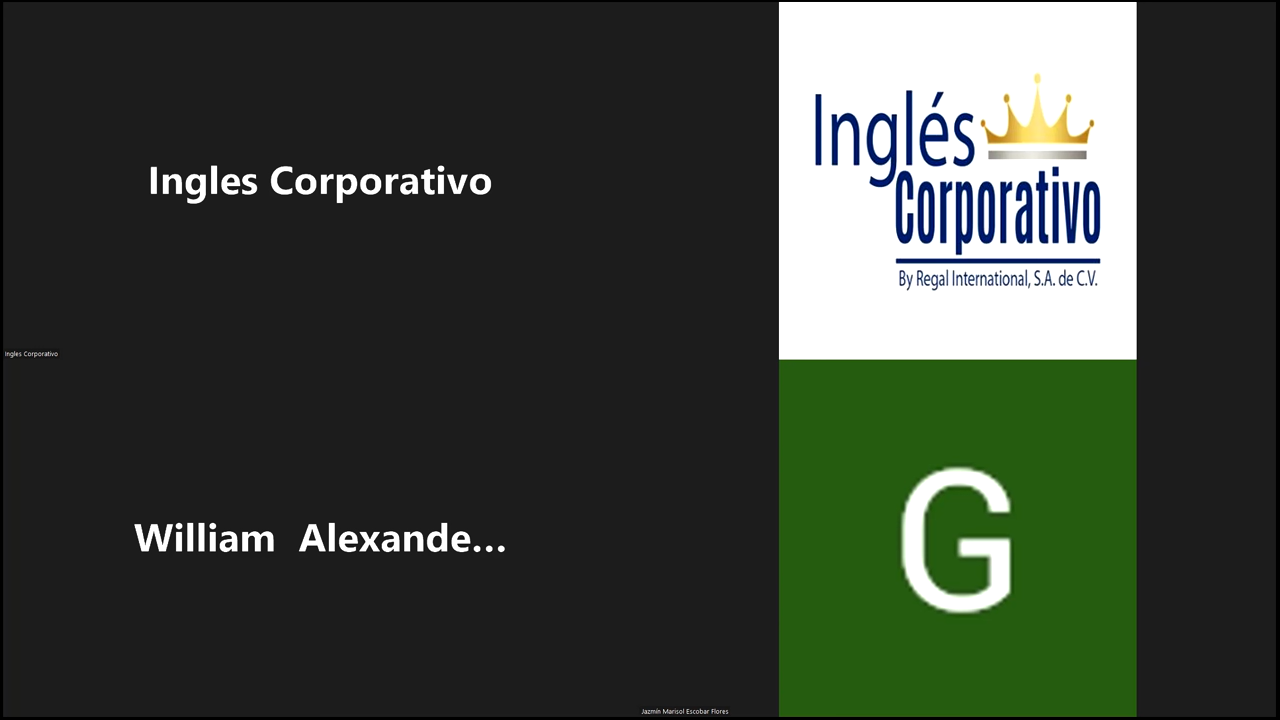 Ingles Corporativo
Inglés
Corporativo
By Regal International, S.A. de C.V.
Ingles Corporativo
William Alexande...
G
Jazmín Marisol Escobar Flores